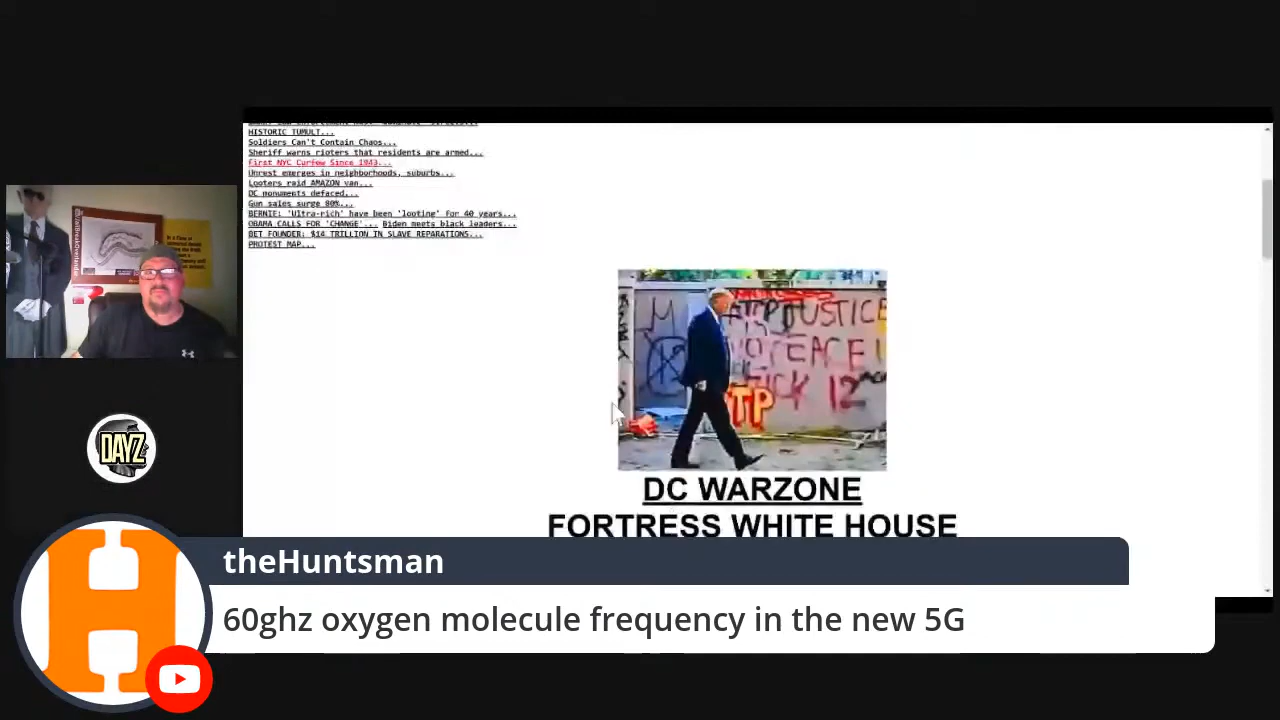 HISTORIC TUMULT...
Soldiers Can't Contain Chaos...
Sheriff warns rioters that residents are armed...
First NYC Curfew Since 1943...
Unrest emerges in neighborhoods, suburbs...
Looters raid AMAZON van...
DC monuments defaced...
Gun sales surge 80%...
BERNIE: 'Ultra-rich' have been 'looting' for 40 years...
OBAMA CALLS FOR 'CHANGE'... Biden meets black leaders...
BET FOUNDER: $14 TRILLION IN SLAVE REPARATIONS...
PROTEST MAP...
JUSTICE
12
TP
DC WARZONE
FORTRESS WHITE HOUSE
DAYZ
H
theHuntsman
60ghz oxygen molecule frequency in the new 5G